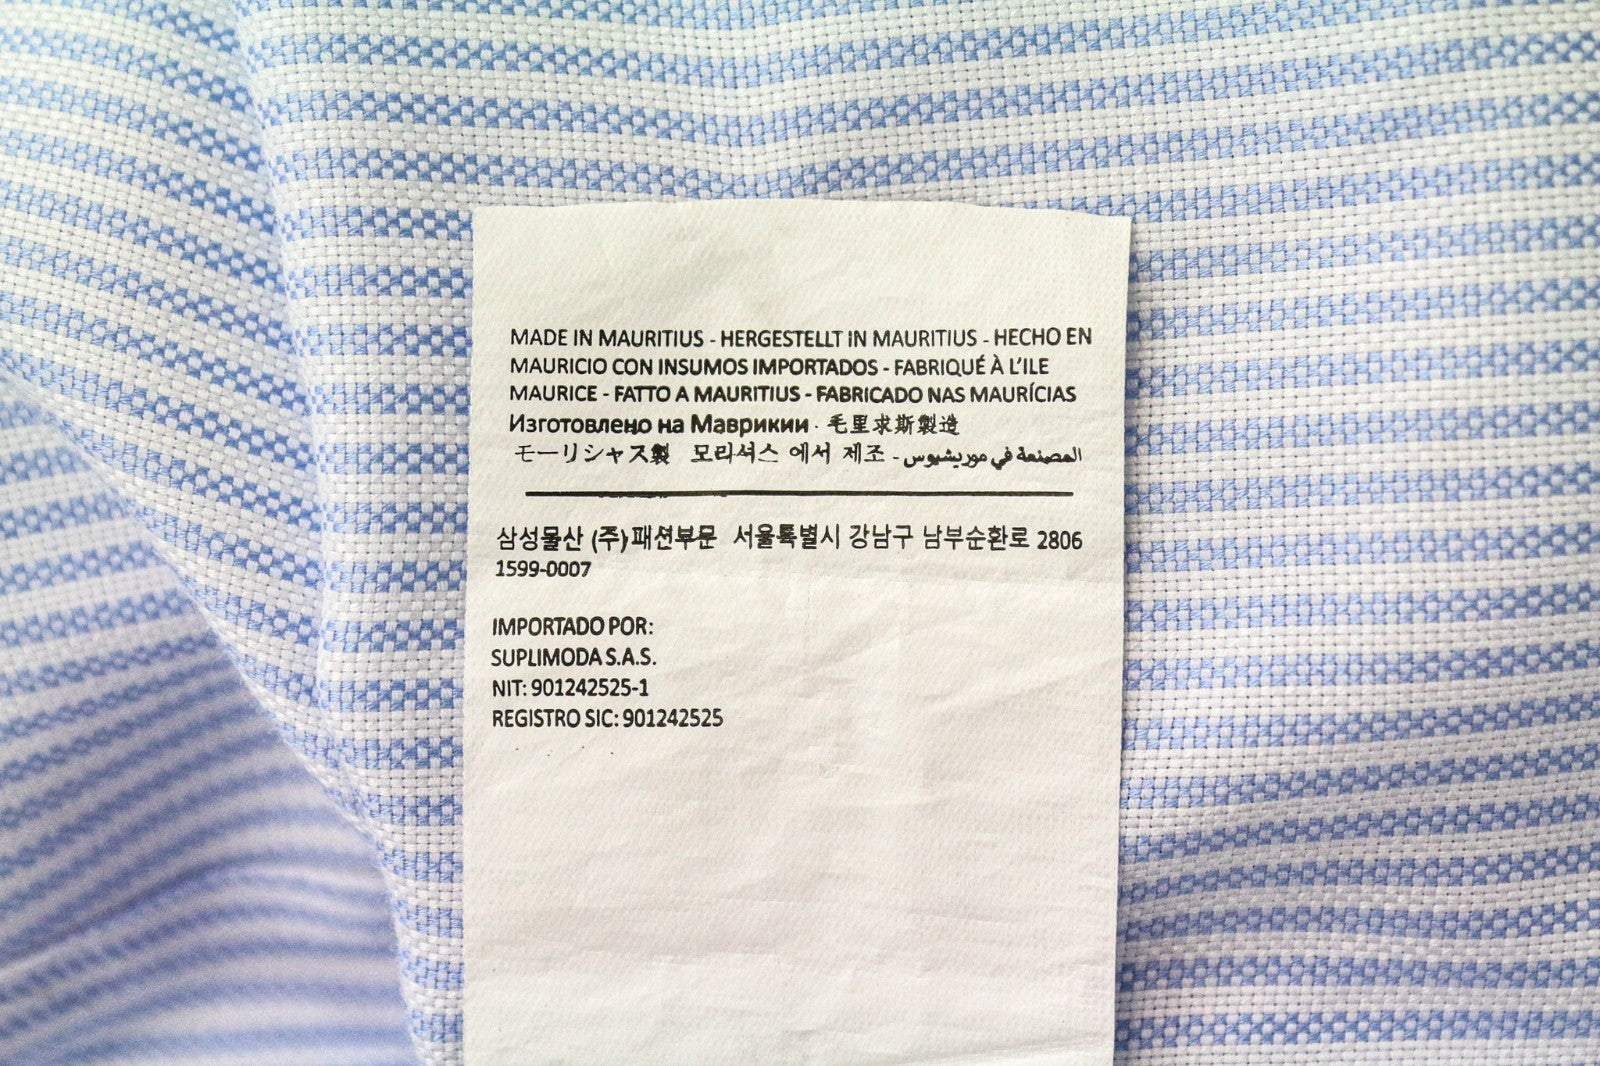 MADE IN MAURITIUS - HERGESTELLT IN MAURITIUS - HECHO EN
MAURICIO CON INSUMOS IMPORTADOS - FABRIQUÉ À L'ILE
MAURICE - FATTO A MAURITIUS - FABRICADO NAS MAURÍCIAS
Изготовлено на Маврикии · 毛里求斯製造
モーリシャス製 모리셔스 에서 제조 - المصنعة في موريشيوس
삼성물산 (주)패션부문 서울특별시 강남구 남부순환로 2806
1599-0007
IMPORTADO POR:
SUPLIMODA S.A.S.
NIT: 901242525-1
REGISTRO SIC: 901242525